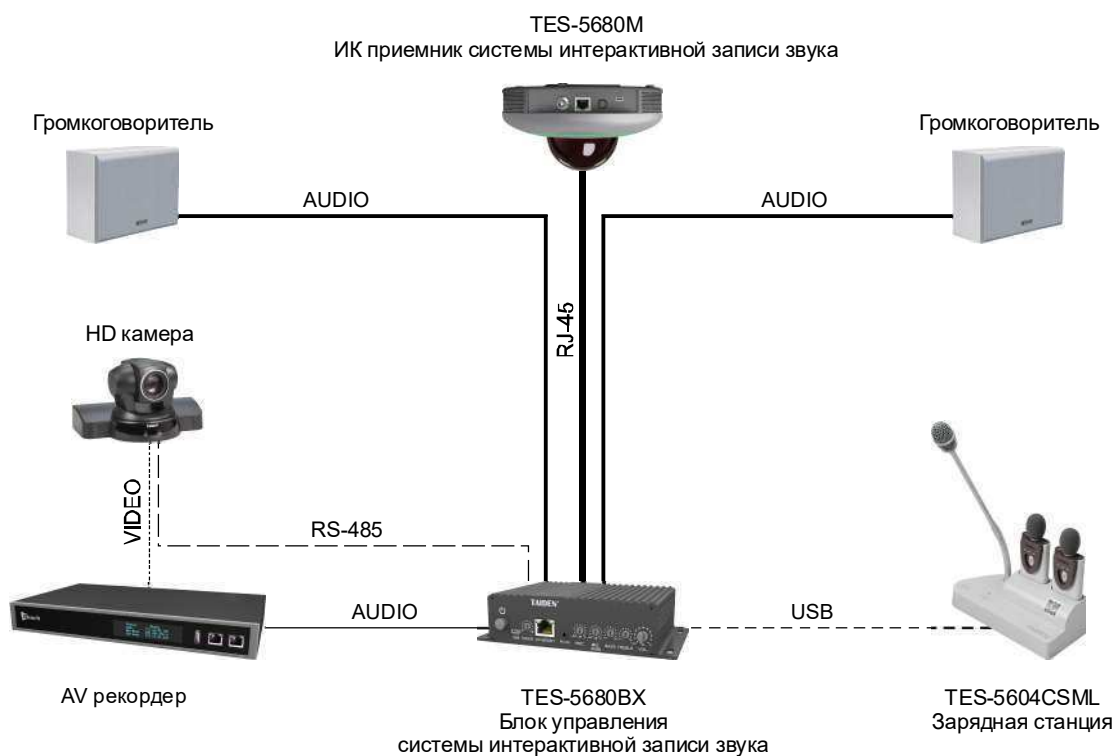 TES-5680M
ИК приемник системы интерактивной записи звука
Громкоговоритель
Громкоговоритель
AUDIO
AUDIO
RJ-45
HD камера
VIDEO
RS-485
TAIDEN
AUDIO
USB
AV рекордер
TES-5680BX
Блок управления
системы интерактивной записи звука
TES-5604CSML
Зарядная станция